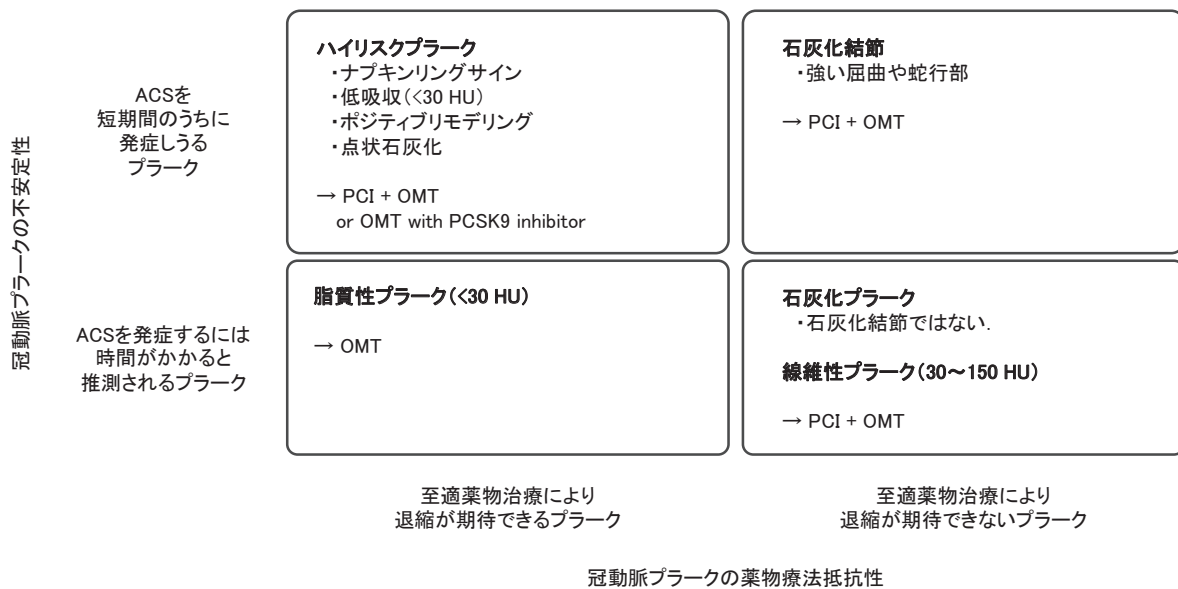 冠動脈プラークの不安定性
ACSを
短期間のうちに
発症しうる
プラーク
ハイリスクプラーク
・ナプキンリングサイン
・低吸収(<30 HU)
・ポジティブリモデリング
・点状石灰化
→ PCI + OMT
or OMT with PCSK9 inhibitor
石灰化結節
・強い屈曲や蛇行部
→ PCI + OMT
ACSを発症するには
時間がかかると
推測されるプラーク
脂質性プラーク(<30 HU)
→ OMT
石灰化プラーク
・石灰化結節ではない.
線維性プラーク(30～150 HU)
→ PCI + OMT
至適薬物治療により
退縮が期待できるプラーク
至適薬物治療により
退縮が期待できないプラーク
冠動脈プラークの薬物療法抵抗性